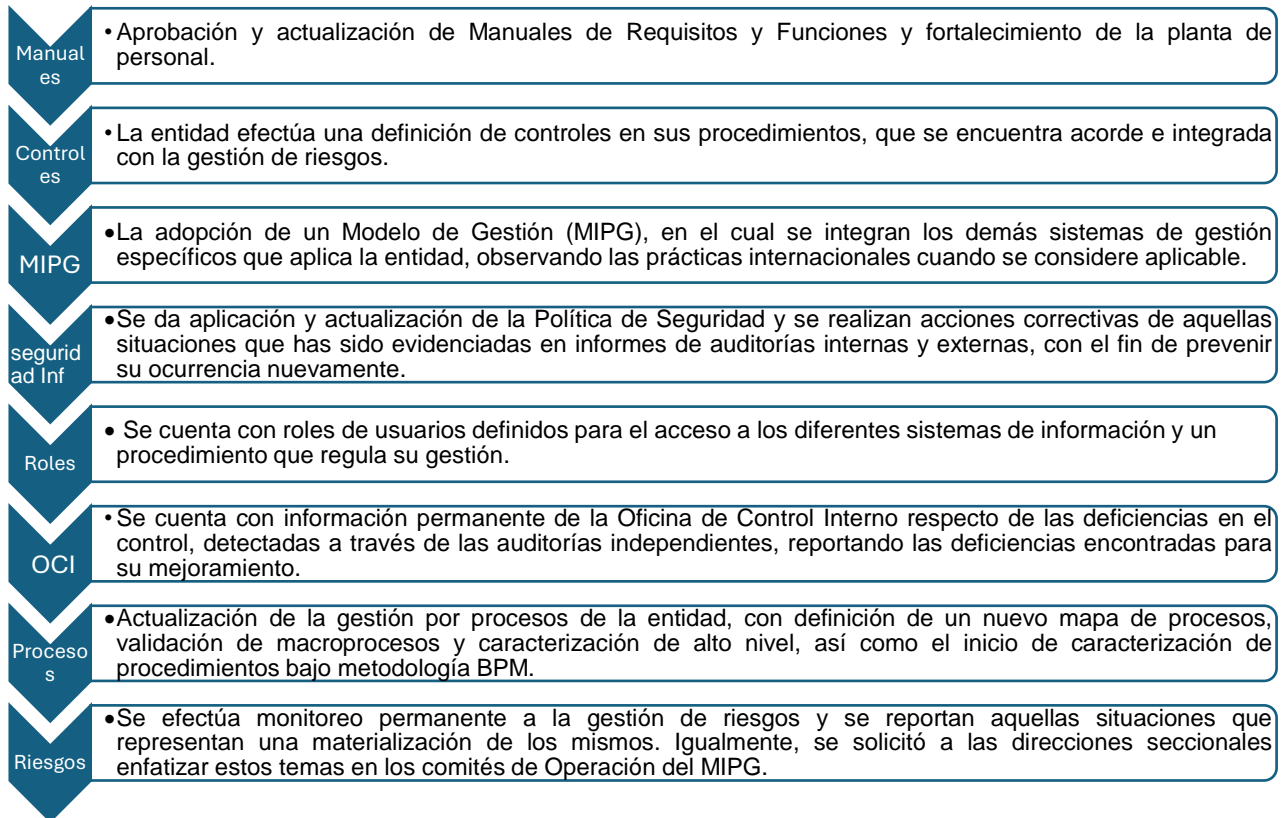 Manual
es
• Aprobación y actualización de Manuales de Requisitos y Funciones y fortalecimiento de la planta de
personal.
Control
es
• La entidad efectúa una definición de controles en sus procedimientos, que se encuentra acorde e integrada
con la gestión de riesgos.
MIPG
•La adopción de un Modelo de Gestión (MIPG), en el cual se integran los demás sistemas de gestión
específicos que aplica la entidad, observando las prácticas internacionales cuando se considere aplicable.
segurid
ad Inf
•Se da aplicación y actualización de la Política de Seguridad y se realizan acciones correctivas de aquellas
situaciones que has sido evidenciadas en informes de auditorías internas y externas, con el fin de prevenir
su ocurrencia nuevamente.
Roles
• Se cuenta con roles de usuarios definidos para el acceso a los diferentes sistemas de información y un
procedimiento que regula su gestión.
OCI
• Se cuenta con información permanente de la Oficina de Control Interno respecto de las deficiencias en el
control, detectadas a través de las auditorías independientes, reportando las deficiencias encontradas para
su mejoramiento.
Proceso
s
•Actualización de la gestión por procesos de la entidad, con definición de un nuevo mapa de procesos,
validación de macroprocesos y caracterización de alto nivel, así como el inicio de caracterización de
procedimientos bajo metodología BPM.
Riesgos
•Se efectúa monitoreo permanente a la gestión de riesgos y se reportan aquellas situaciones que
representan una materialización de los mismos. Igualmente, se solicitó a las direcciones seccionales
enfatizar estos temas en los comités de Operación del MIPG.